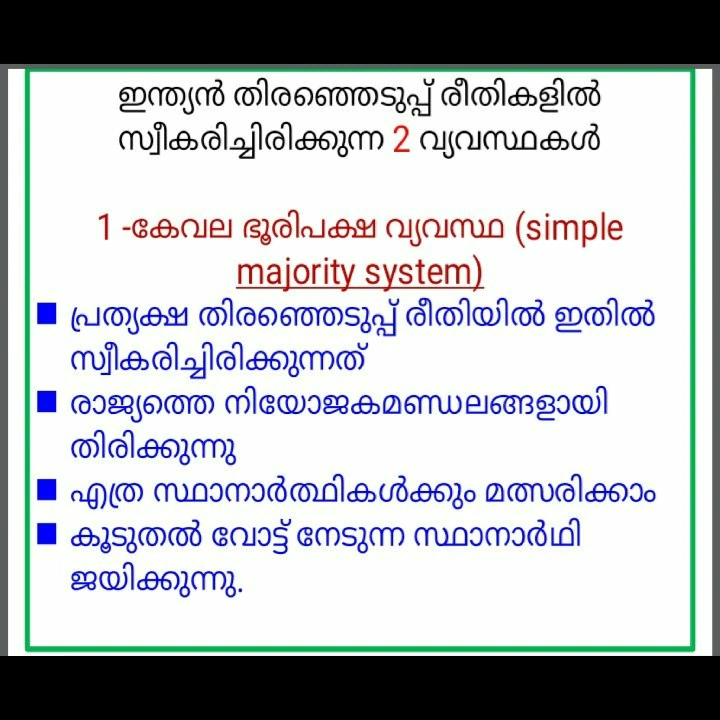 ഇന്ത്യൻ തിരഞ്ഞെടുപ്പ് രീതികളിൽ
സ്വീകരിച്ചിരിക്കുന്ന 2 വ്യവസ്ഥകൾ
1 -കേവല ഭൂരിപക്ഷ വ്യവസ്ഥ (simple
majority system)
■ പ്രത്യക്ഷ തിരഞ്ഞെടുപ്പ് രീതിയിൽ ഇതിൽ
സ്വീകരിച്ചിരിക്കുന്നത്
■ രാജ്യത്തെ നിയോജകമണ്ഡലങ്ങളായി
തിരിക്കുന്നു
■ എത്ര സ്ഥാനാർത്ഥികൾക്കും മത്സരിക്കാം
■ കൂടുതൽ വോട്ട് നേടുന്ന സ്ഥാനാർഥി
ജയിക്കുന്നു.